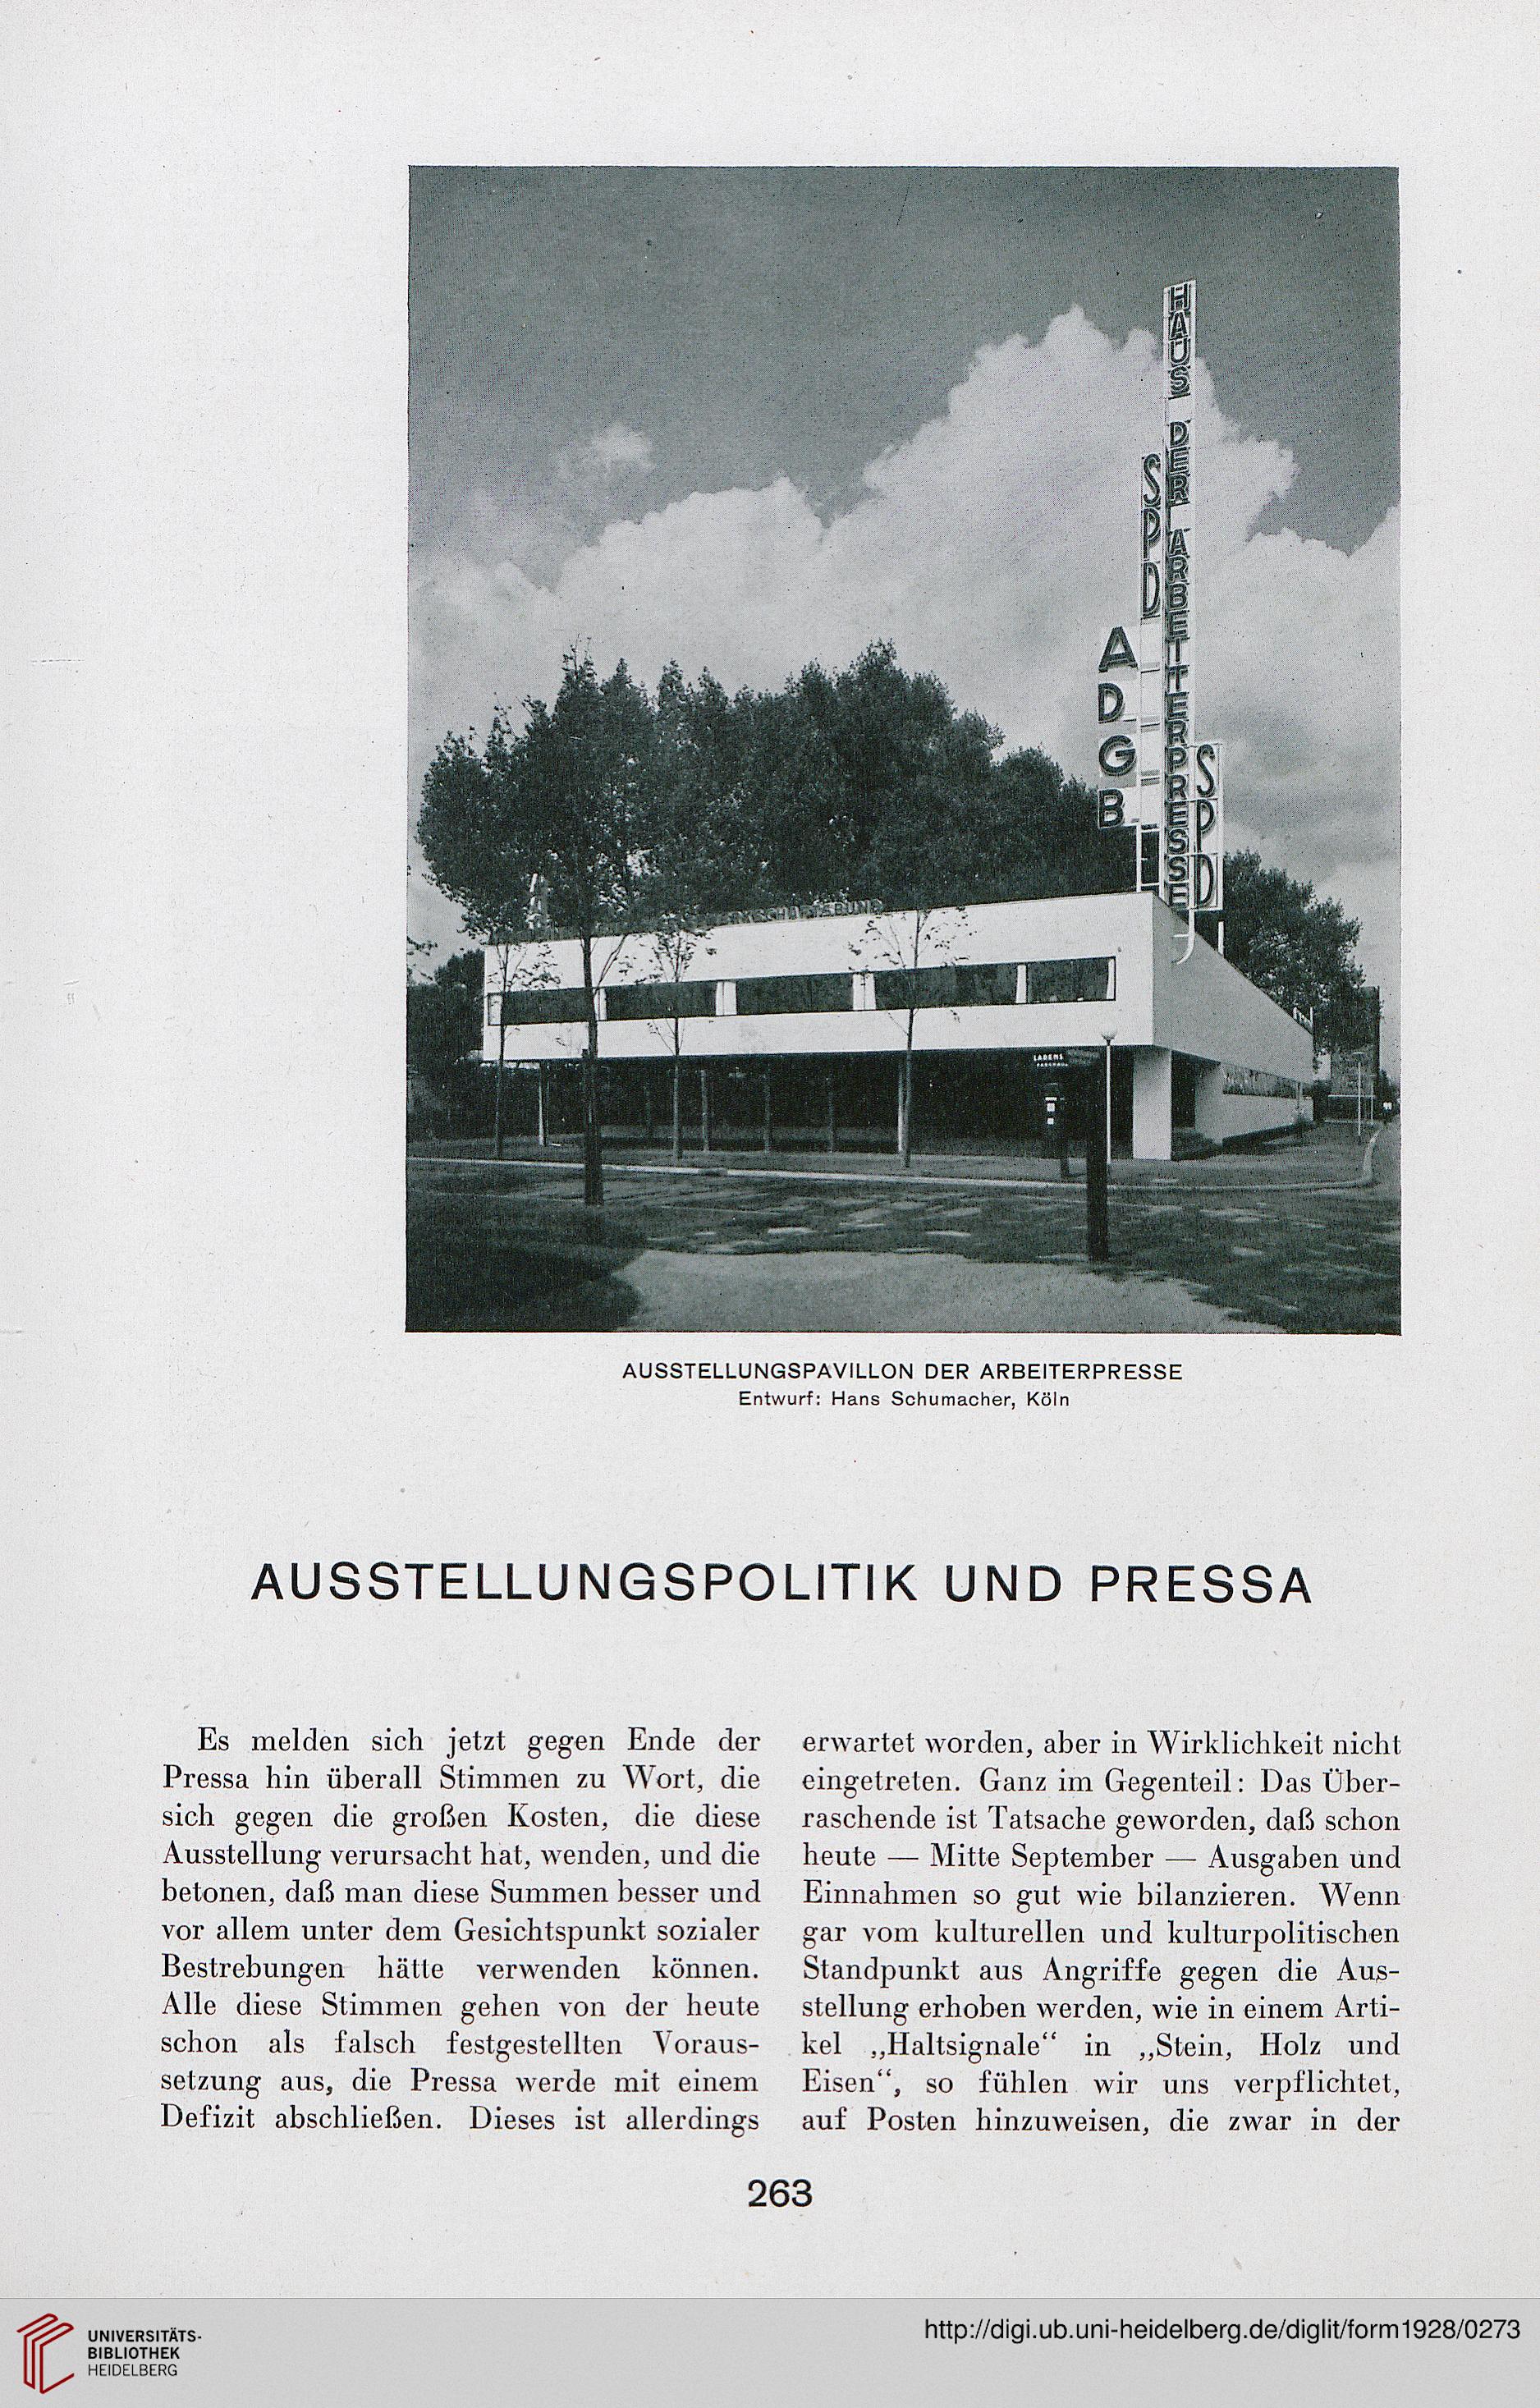 HAUS DER ARBEITERPRESSE
SPD
ADGB
SPD
AUSSTELLUNGSPAVILLON DER ARBEITERPRESSE
Entwurf: Hans Schumacher, Köln
AUSSTELLUNGSPOLITIK UND PRESSA
Es melden sich jetzt gegen Ende der
Pressa hin überall Stimmen zu Wort, die
sich gegen die großen Kosten, die diese
Ausstellung verursacht hat, wenden, und die
betonen, daß man diese Summen besser und
vor allem unter dem Gesichtspunkt sozialer
Bestrebungen hätte verwenden können.
Alle diese Stimmen gehen von der heute
schon als falsch festgestellten Voraus-
setzung aus, die Pressa werde mit einem
Defizit abschließen. Dieses ist allerdings
erwartet worden, aber in Wirklichkeit nicht
eingetreten. Ganz im Gegenteil: Das Über-
raschende ist Tatsache geworden, daß schon
heute — Mitte September — Ausgaben und
Einnahmen so gut wie bilanzieren. Wenn
gar vom kulturellen und kulturpolitischen
Standpunkt aus Angriffe gegen die Aus-
stellung erhoben werden, wie in einem Arti-
kel „Haltsignale“ in „Stein, Holz und
Eisen“, so fühlen wir uns verpflichtet,
auf Posten hinzuweisen, die zwar in der
263
UNIVERSITÄTS-
BIBLIOTHEK
HEIDELBERG
http://digi.ub.uni-heidelberg.de/diglit/form1928/0273